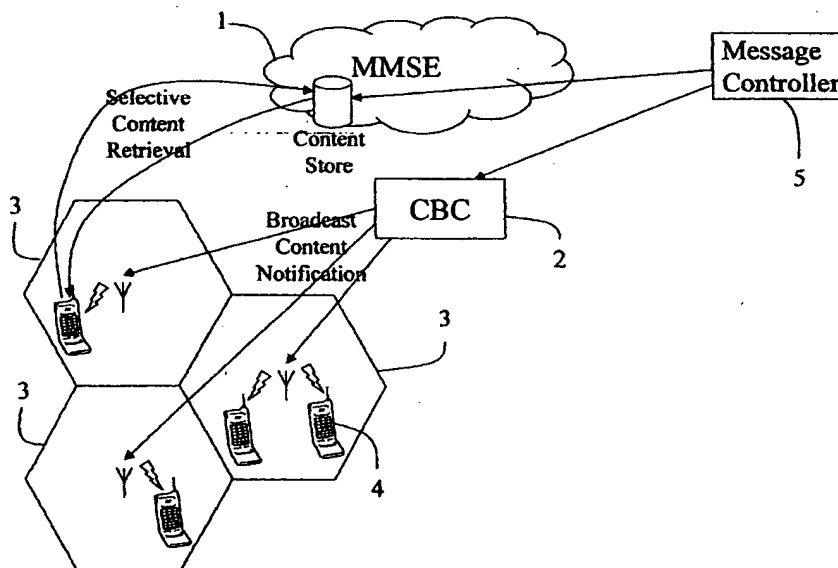 1
MMSE
Message
Controller
5
Selective
Content
Retrieval
Content
Store
CBC
2
3
Broadcast
Content
Notification
3
3
4